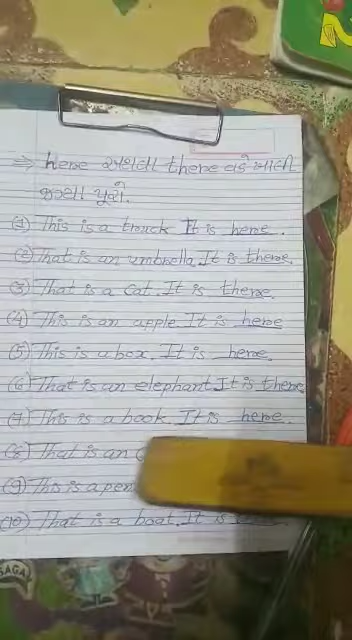 ⇒ here અથવા there વડે ખાલી
જગ્યા પૂરો.
(1) This is a truck It is here.
(2) That is an umbrella.It is there.
(3) That is a cat. It is there.
(4) This is an apple. It is here
(5) This is a box. It is here.
(6) That is an elephant It is there
(7) This is a book. It is here.
(8) That is an
(9) This is a pen
(10) That is a boat. It is
SAGA